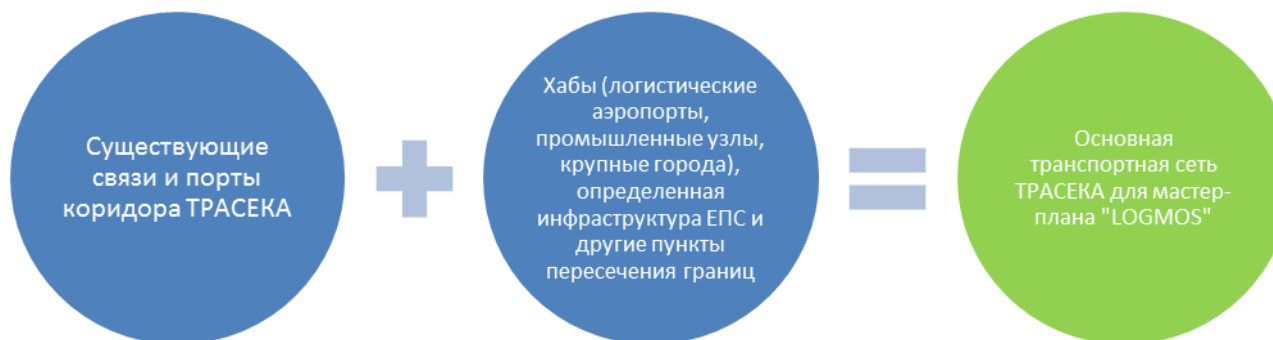 Существующие
связи и порты
коридора ТРАСЕКА
Хабы (логистические
аэропорты,
промышленные узлы,
крупные города),
определенная
инфраструктура ЕПС и
другие пункты
пересечения границ
Основная
транспортная сеть
ТРАСЕКА для мастер-
плана "LOGMOS"